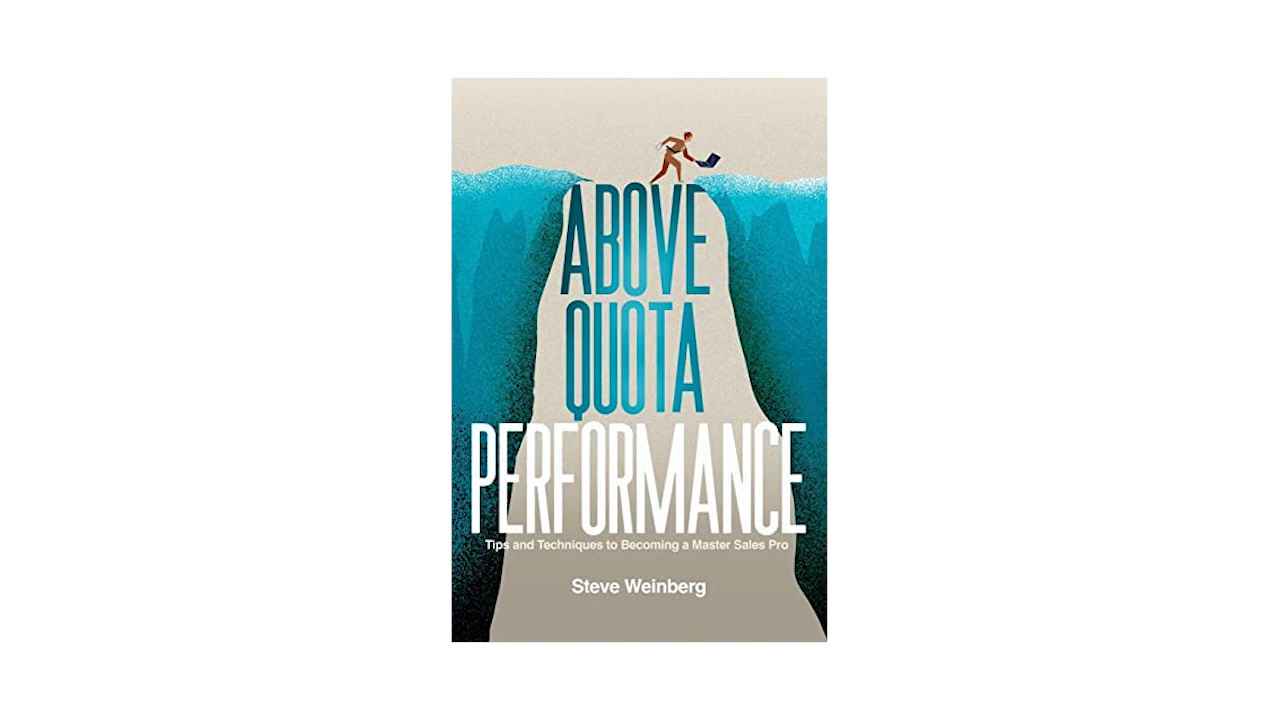 ABOVE
QUOTA
PERFORMANCE
Tips and Techniques to Becoming a Master Sales Pro
Steve Weinberg